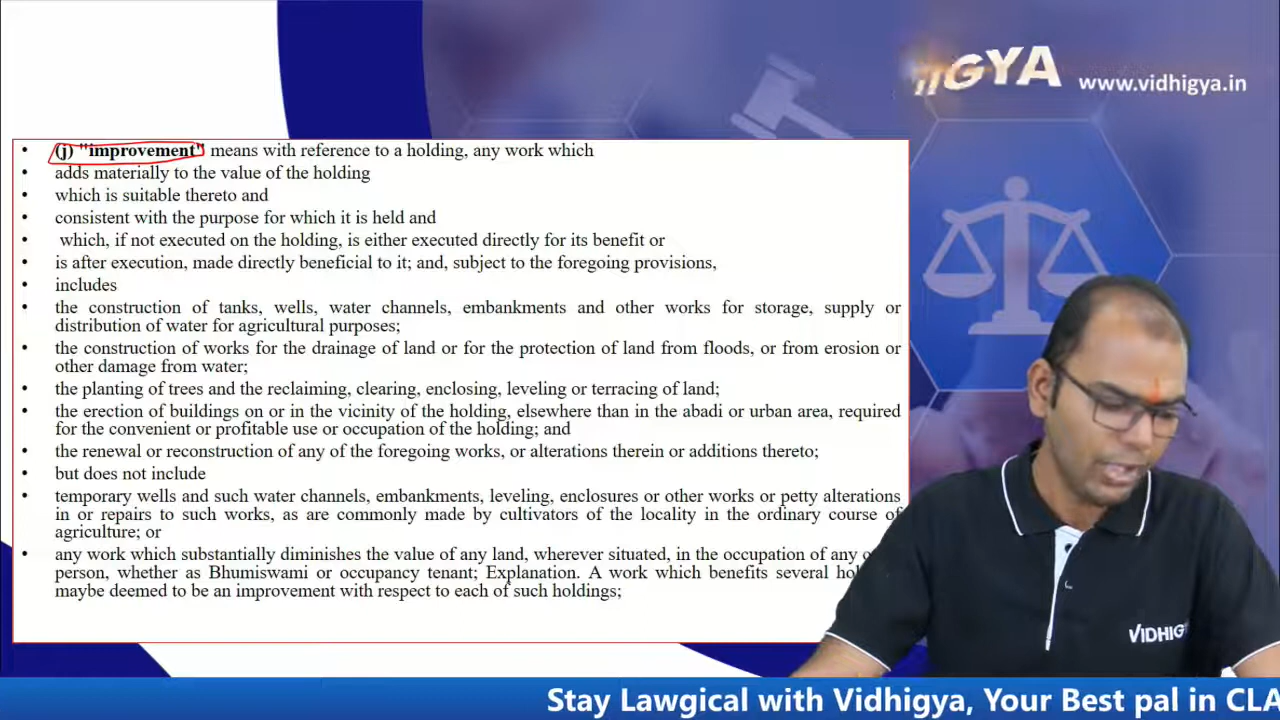 IGYA
www.vidhigya.in
• (j) "improvement" means with reference to a holding, any work which
• adds materially to the value of the holding
• which is suitable thereto and
• consistent with the purpose for which it is held and
• which, if not executed on the holding, is either executed directly for its benefit or
• is after execution, made directly beneficial to it; and, subject to the foregoing provisions,
• includes
• the construction of tanks, wells, water channels, embankments and other works for storage, supply or
distribution of water for agricultural purposes;
• the construction of works for the drainage of land or for the protection of land from floods, or from erosion or
other damage from water;
• the planting of trees and the reclaiming, clearing, enclosing, leveling or terracing of land;
• the erection of buildings on or in the vicinity of the holding, elsewhere than in the abadi or urban area, required
for the convenient or profitable use or occupation of the holding; and
• the renewal or reconstruction of any of the foregoing works, or alterations therein or additions thereto;
• but does not include
• temporary wells and such water channels, embankments, leveling, enclosures or other works or petty alterations
in or repairs to such works, as are commonly made by cultivators of the locality in the ordinary course of
agriculture; or
• any work which substantially diminishes the value of any land, wherever situated, in the occupation of any
person, whether as Bhumiswami or occupancy tenant; Explanation. A work which benefits several
maybe deemed to be an improvement with respect to each of such holdings;
VIDHIGY
Stay Lawgical with Vidhigya, Your Best pal in CLA